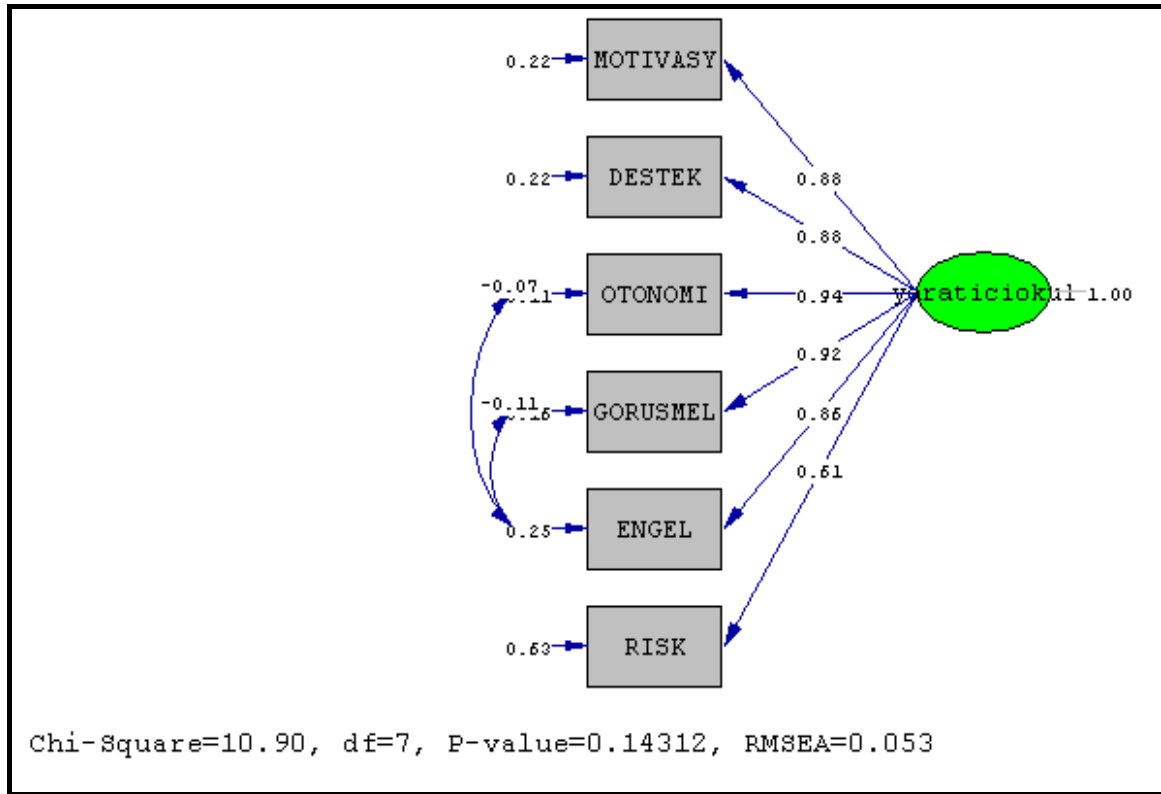 0.22 MOTIVASY
0.22 DESTEK 0.88
0.88
-0.07 OTONOMI 0.94 yaraticiokul 1.00
0.92
-0.11 GORUSMEL 0.86
0.61
0.25 ENGEL
0.63 RISK
Chi-Square=10.90, df=7, P-value=0.14312, RMSEA=0.053